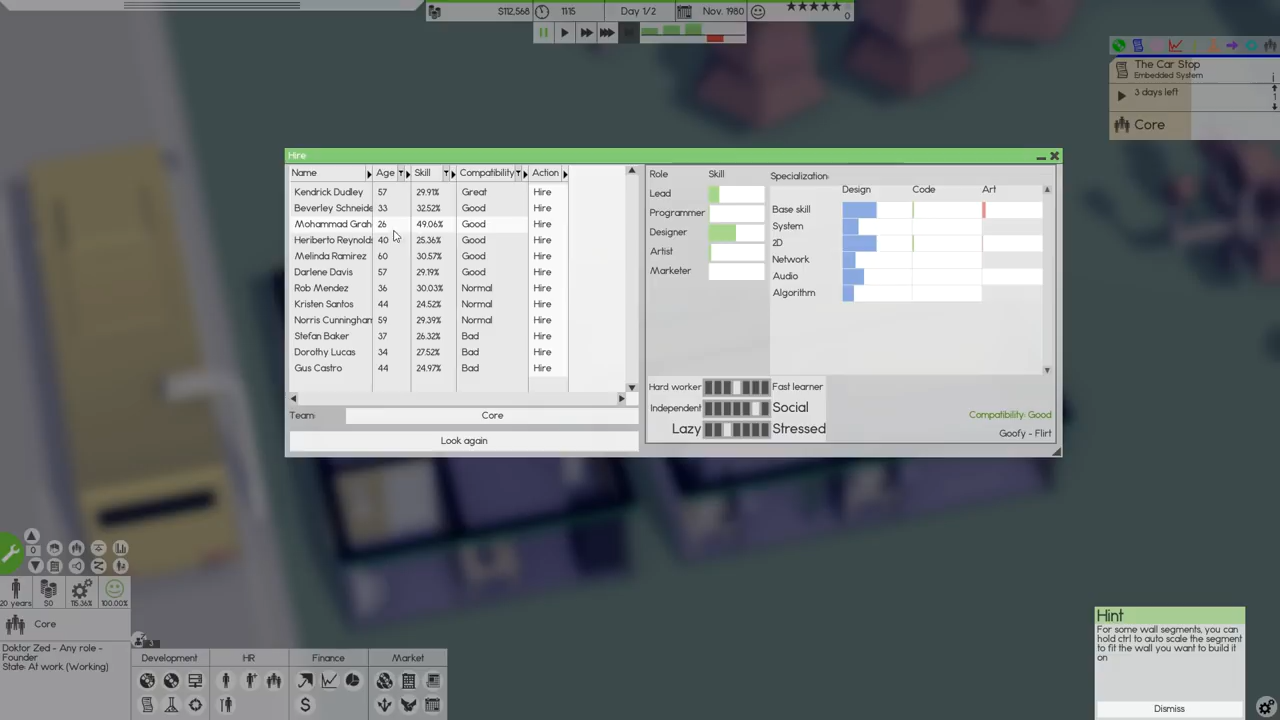 $112,568
11:15
Day 1/2
Nov. 1980
0
The Car Stop
Embedded System
i
3 days left
1
Core
Hire
Name Age Skill Compatibility Action
Kendrick Dudley 57 29.91% Great Hire
Beverley Schneide 33 32.52% Good Hire
Mohammad Grah 26 49.06% Good Hire
Heriberto Reynolds 40 25.36% Good Hire
Melinda Ramirez 60 30.57% Good Hire
Darlene Davis 57 29.19% Good Hire
Rob Mendez 36 30.03% Normal Hire
Kristen Santos 44 24.52% Normal Hire
Norris Cunningham 59 29.39% Normal Hire
Stefan Baker 37 26.32% Bad Hire
Dorothy Lucas 34 27.52% Bad Hire
Gus Castro 44 24.97% Bad Hire
Team: Core
Look again
Role Skill
Lead
Programmer
Designer
Artist
Marketer
Specialization:
Design Code Art
Base skill
System
2D
Network
Audio
Algorithm
Hard worker Fast learner
Independent Social
Lazy Stressed
Compatibility: Good
Goofy - Flirt
0
20 years $0 115.36% 100.00%
Core
Doktor Zed - Any role -
Founder
State: At work (Working)
Development HR Finance Market
Hint
For some wall segments, you can
hold ctrl to auto scale the segment
to fit the wall you want to build it
on
Dismiss